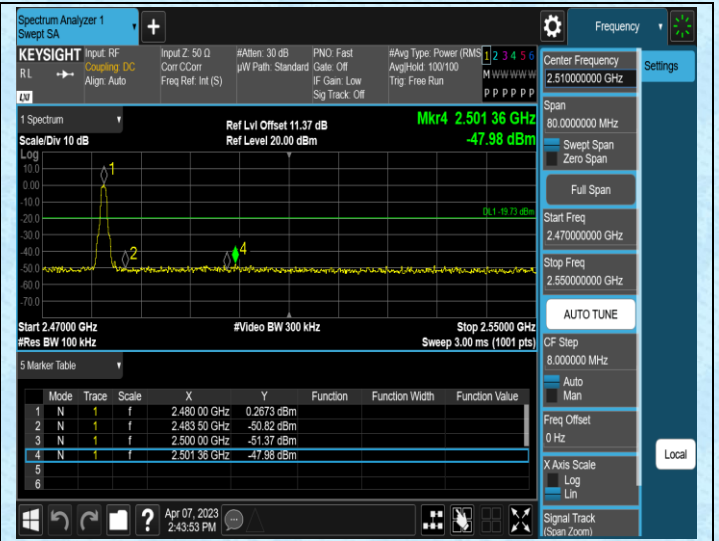 Spectrum Analyzer 1
Swept SA
+
Frequency
KEYSIGHT
RL
LXI
Input: RF
Coupling: DC
Align: Auto
Input Z: 50 Ω
Corr CCorr
Freq Ref: Int (S)
#Atten: 30 dB
µW Path: Standard
PNO: Fast
Gate: Off
IF Gain: Low
Sig Track: Off
#Avg Type: Power (RMS
Avg|Hold: 100/100
Trig: Free Run
1 2 3 4 5 6
M W W W W W
P P P P P P
Center Frequency
2.510000000 GHz
Settings
Span
80.0000000 MHz
Swept Span
Zero Span
Full Span
Start Freq
2.470000000 GHz
Stop Freq
2.550000000 GHz
AUTO TUNE
CF Step
8.000000 MHz
Auto
Man
Freq Offset
0 Hz
X Axis Scale
Log
Lin
Signal Track
(Span Zoom)
Local
1 Spectrum
Scale/Div 10 dB
Ref Lvl Offset 11.37 dB
Ref Level 20.00 dBm
Mkr4 2.501 36 GHz
-47.98 dBm
Log
10.0
0.00
-10.0
-20.0
-30.0
-40.0
-50.0
-60.0
-70.0
1
2
4
DL1 -19.73 dBm
Start 2.47000 GHz
#Res BW 100 kHz
#Video BW 300 kHz
Stop 2.55000 GHz
Sweep 3.00 ms (1001 pts)
5 Marker Table
Mode Trace Scale X Y Function Function Width Function Value
1 N 1 f 2.480 00 GHz 0.2673 dBm
2 N 1 f 2.483 50 GHz -50.82 dBm
3 N 1 f 2.500 00 GHz -51.37 dBm
4 N 1 f 2.501 36 GHz -47.98 dBm
5
6
?
Apr 07, 2023
2:43:53 PM